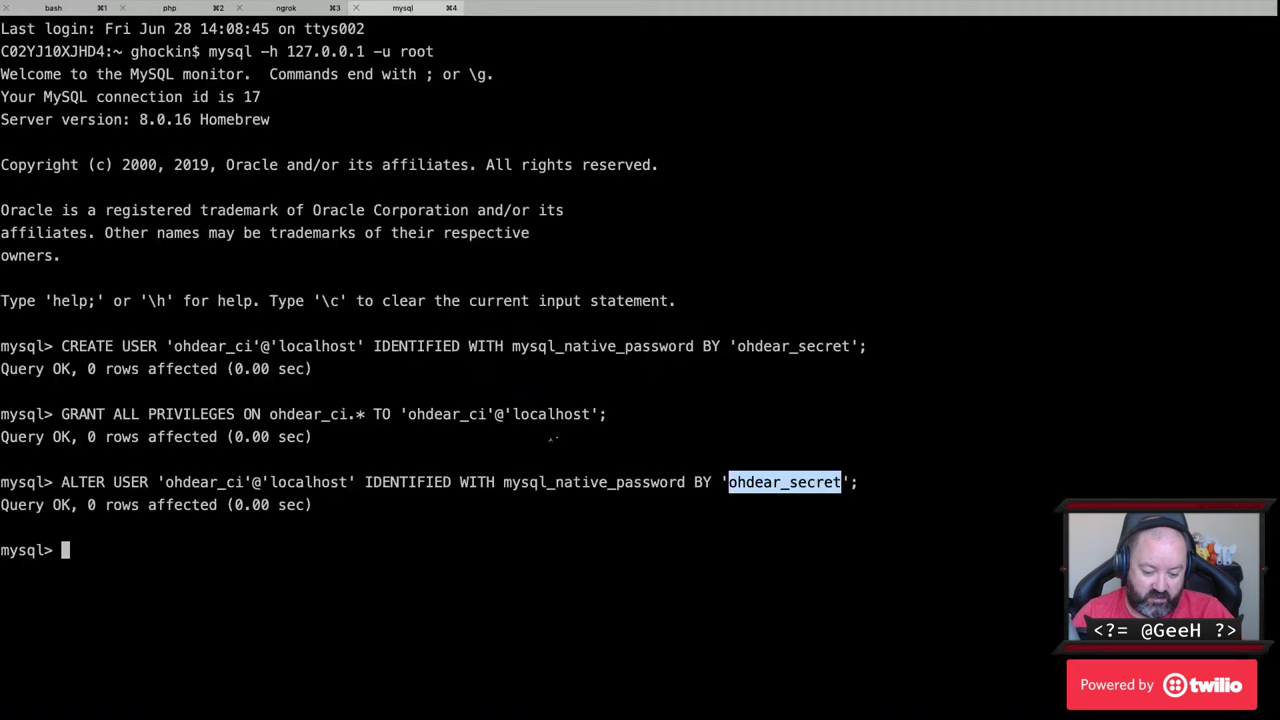 bash ⌘1 php ⌘2 ngrok ⌘3 mysql ⌘4
Last login: Fri Jun 28 14:08:45 on ttys002
C02YJ10XJHD4:~ ghockin$ mysql -h 127.0.0.1 -u root
Welcome to the MySQL monitor.  Commands end with ; or \g.
Your MySQL connection id is 17
Server version: 8.0.16 Homebrew
Copyright (c) 2000, 2019, Oracle and/or its affiliates. All rights reserved.
Oracle is a registered trademark of Oracle Corporation and/or its
affiliates. Other names may be trademarks of their respective
owners.
Type 'help;' or '\h' for help. Type '\c' to clear the current input statement.
mysql> CREATE USER 'ohdear_ci'@'localhost' IDENTIFIED WITH mysql_native_password BY 'ohdear_secret';
Query OK, 0 rows affected (0.00 sec)
mysql> GRANT ALL PRIVILEGES ON ohdear_ci.* TO 'ohdear_ci'@'localhost';
Query OK, 0 rows affected (0.00 sec)
mysql> ALTER USER 'ohdear_ci'@'localhost' IDENTIFIED WITH mysql_native_password BY 'ohdear_secret';
Query OK, 0 rows affected (0.00 sec)
mysql>
<?= @GeeH ?>
Powered by twilio